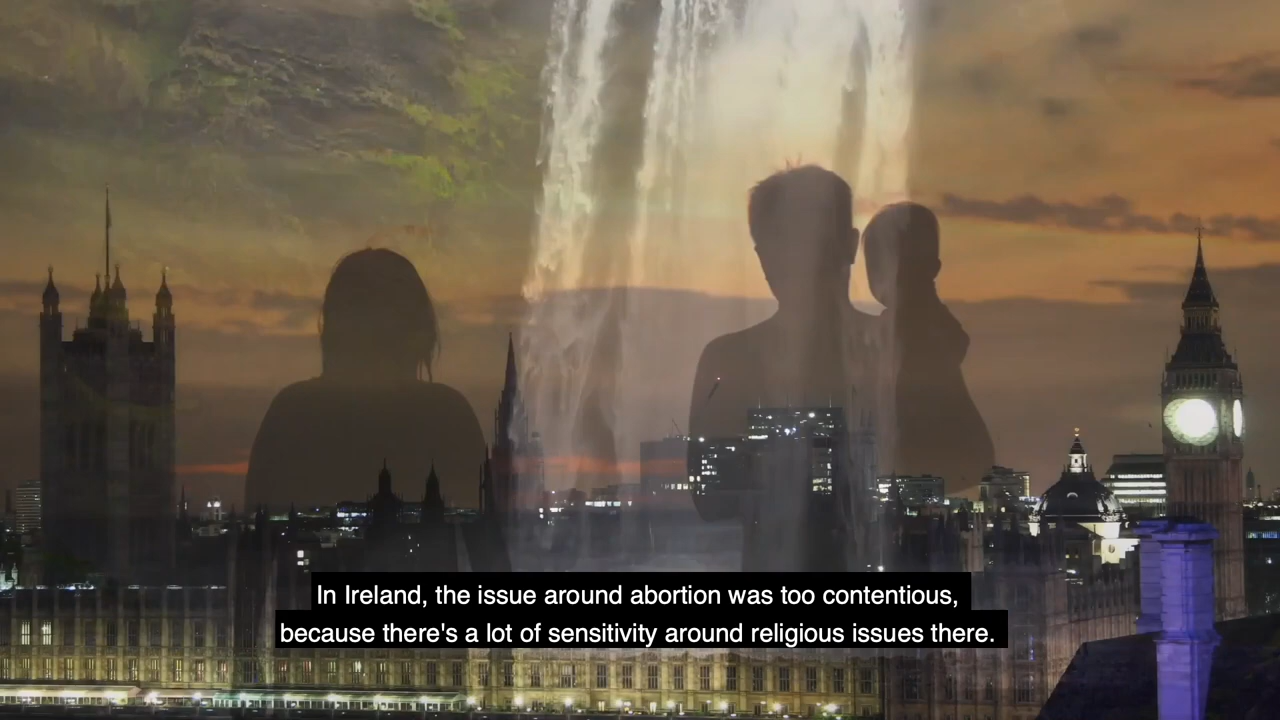 In Ireland, the issue around abortion was too contentious,
because there's a lot of sensitivity around religious issues there.